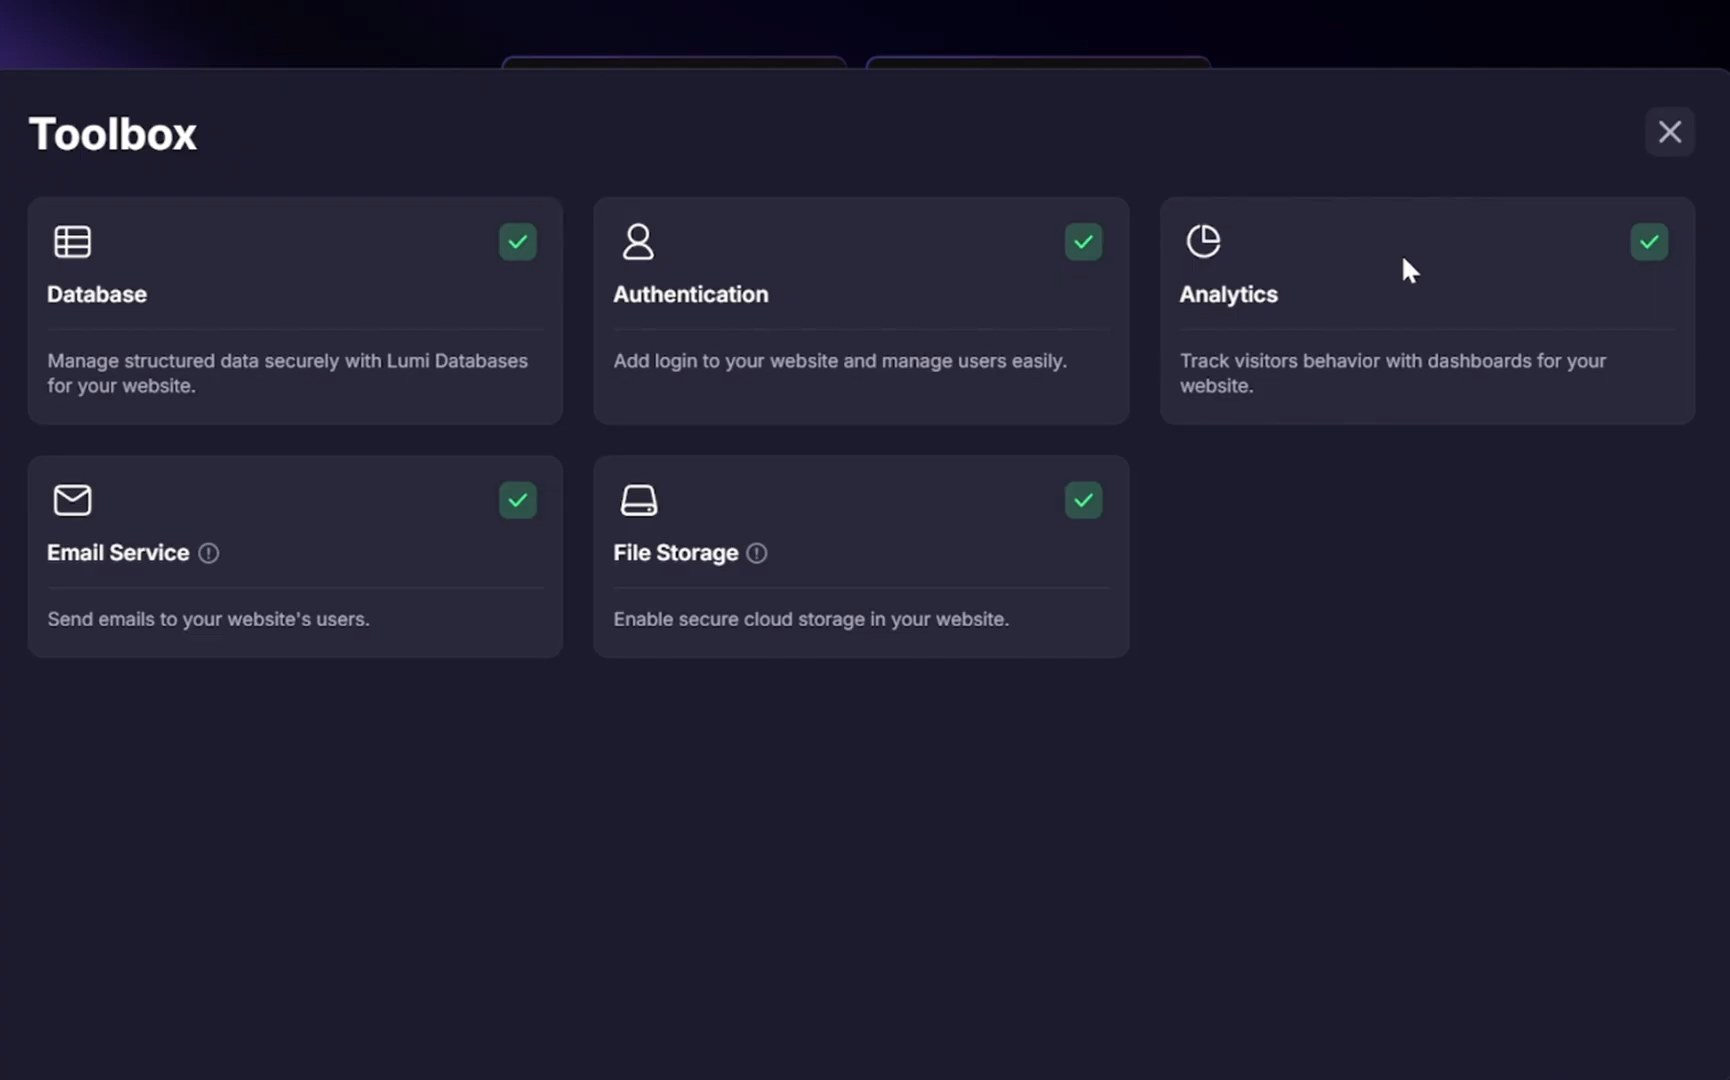 Toolbox
Database
Manage structured data securely with Lumi Databases
for your website.
Authentication
Add login to your website and manage users easily.
Analytics
Track visitors behavior with dashboards for your
website.
Email Service
Send emails to your website's users.
File Storage
Enable secure cloud storage in your website.